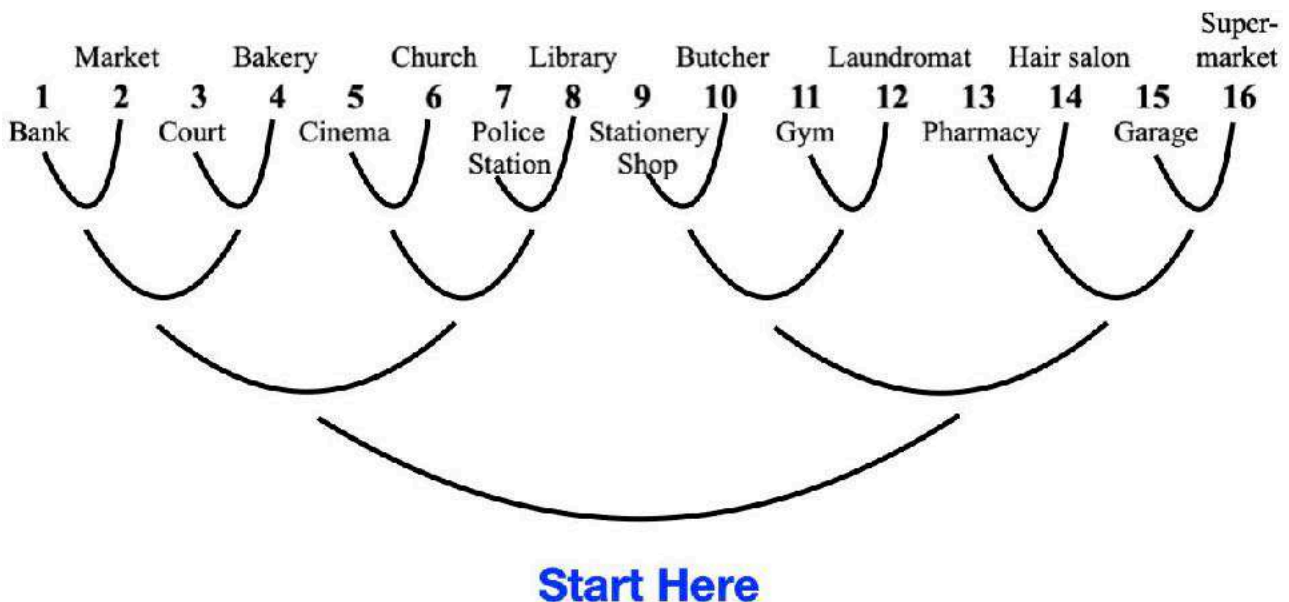 Super-
Market Bakery Church Library Butcher Laundromat Hair salon market
1 2 3 4 5 6 7 8 9 10 11 12 13 14 15 16
Bank Court Cinema Police Stationery Gym Pharmacy Garage
Station Shop
Start Here